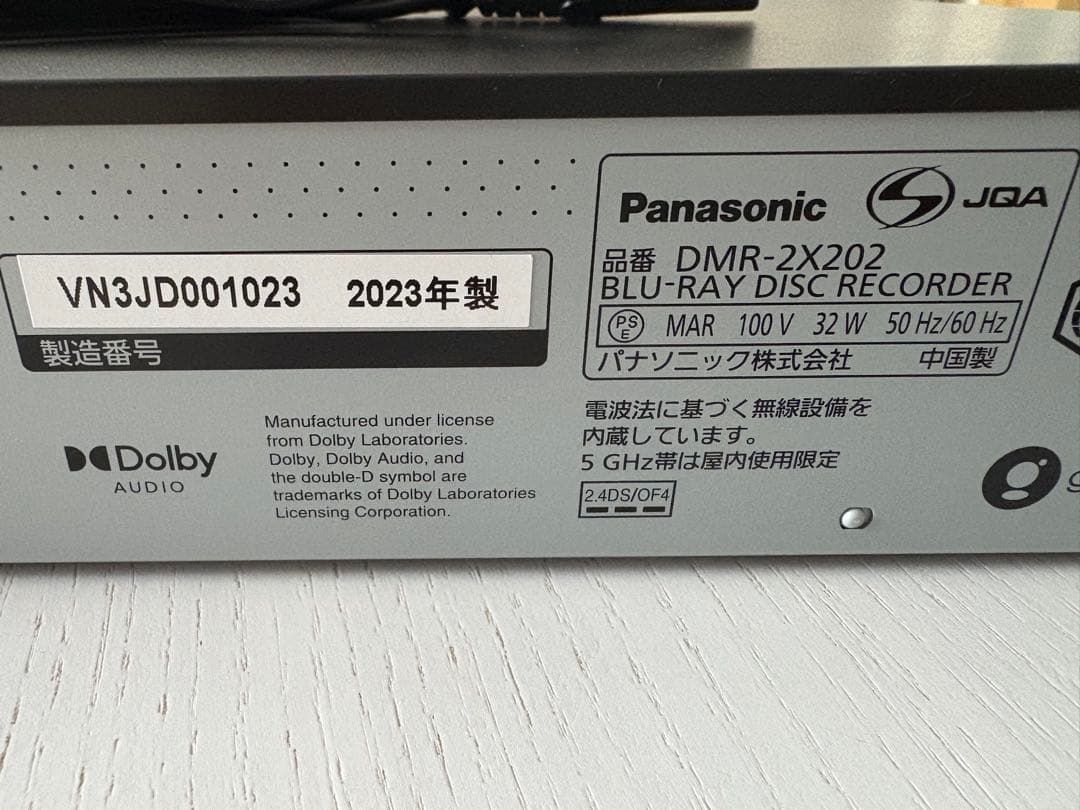 VN3JD001023 2023年製
製造番号
Dolby
AUDIO
Manufactured under license
from Dolby Laboratories.
Dolby, Dolby Audio, and
the double-D symbol are
trademarks of Dolby Laboratories
Licensing Corporation.
Panasonic
JQA
品番 DMR-2X202
BLU-RAY DISC RECORDER
PS
E
MAR 100 V 32 W 50 Hz/60 Hz
パナソニック株式会社 中国製
電波法に基づく無線設備を
内蔵しています。
5 GHz帯は屋内使用限定
2.4DS/OF4